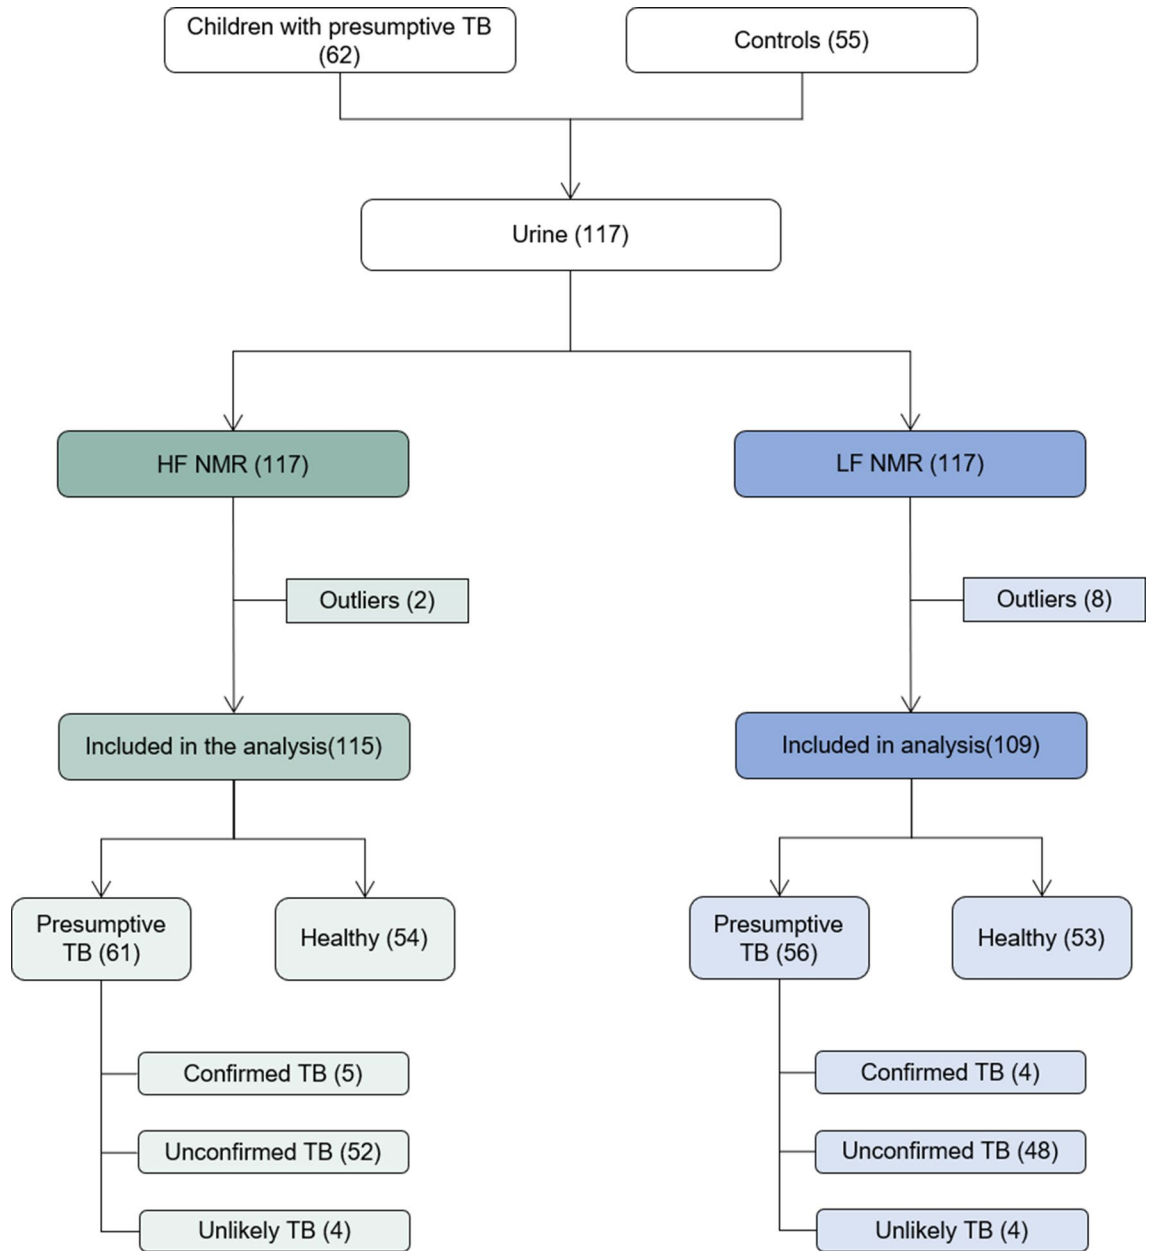 Children with presumptive TB
(62)
Controls (55)
Urine (117)
HF NMR (117)
LF NMR (117)
Outliers (2)
Outliers (8)
Included in the analysis(115)
Included in analysis(109)
Presumptive
TB (61)
Healthy (54)
Presumptive
TB (56)
Healthy (53)
Confirmed TB (5)
Unconfirmed TB (52)
Unlikely TB (4)
Confirmed TB (4)
Unconfirmed TB (48)
Unlikely TB (4)